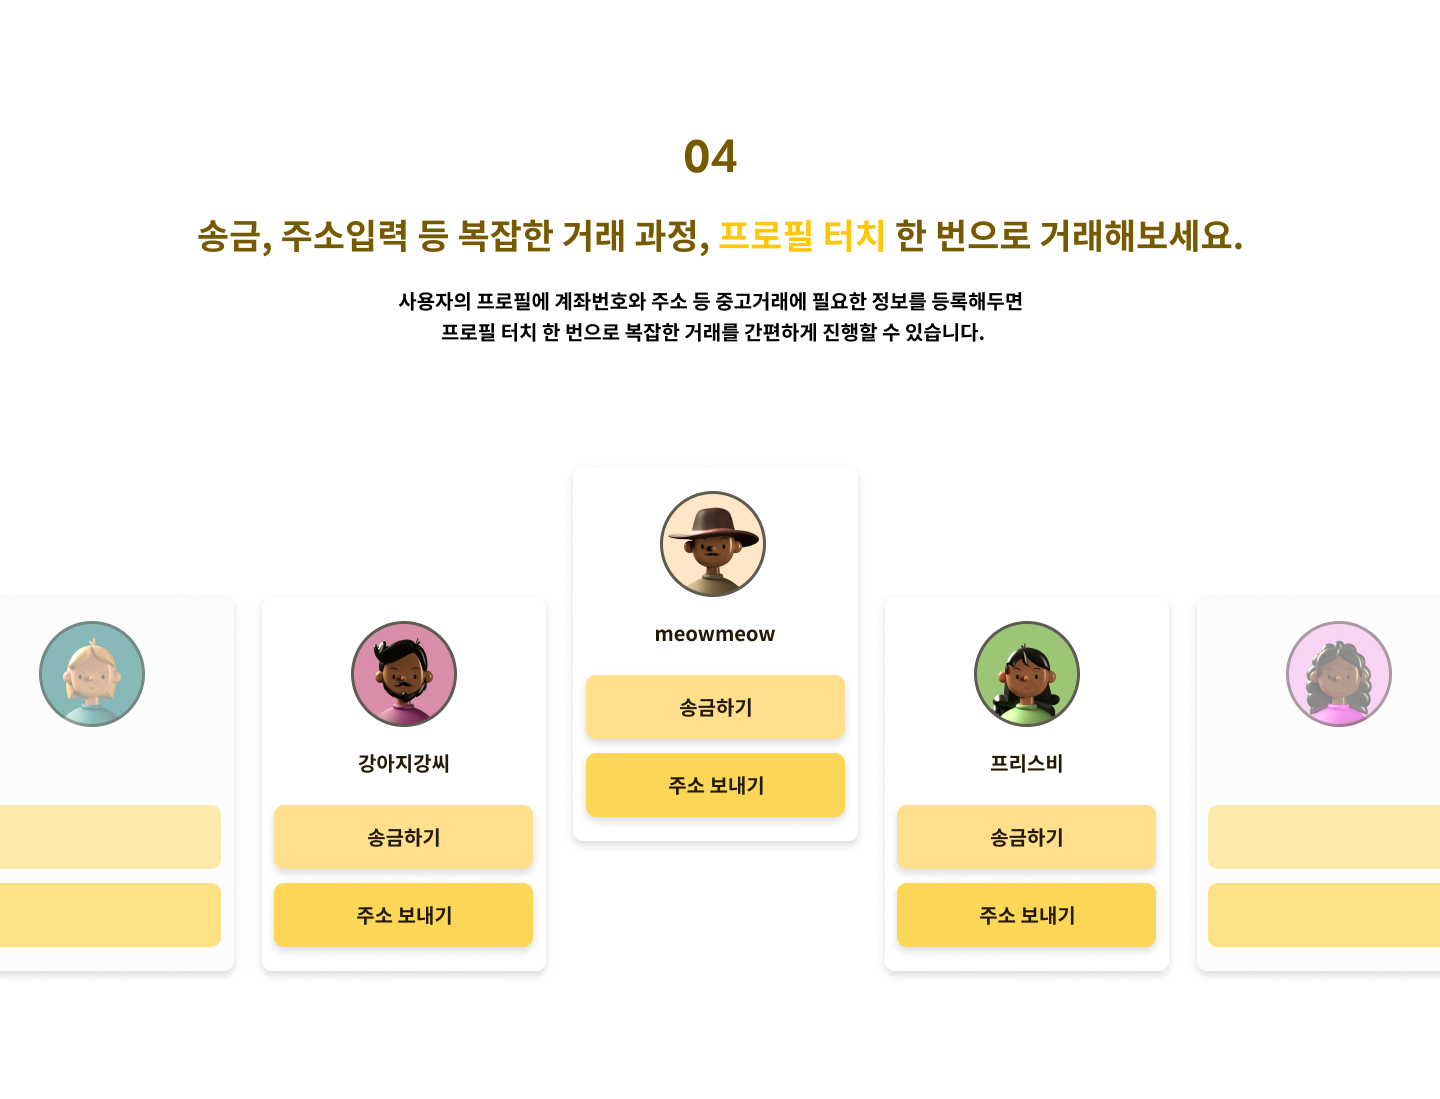 04
송금, 주소입력 등 복잡한 거래 과정, 프로필 터치 한 번으로 거래해보세요.
사용자의 프로필에 계좌번호와 주소 등 중고거래에 필요한 정보를 등록해두면
프로필 터치 한 번으로 복잡한 거래를 간편하게 진행할 수 있습니다.
강아지강씨
송금하기
주소 보내기
meowmeow
송금하기
주소 보내기
프리스비
송금하기
주소 보내기